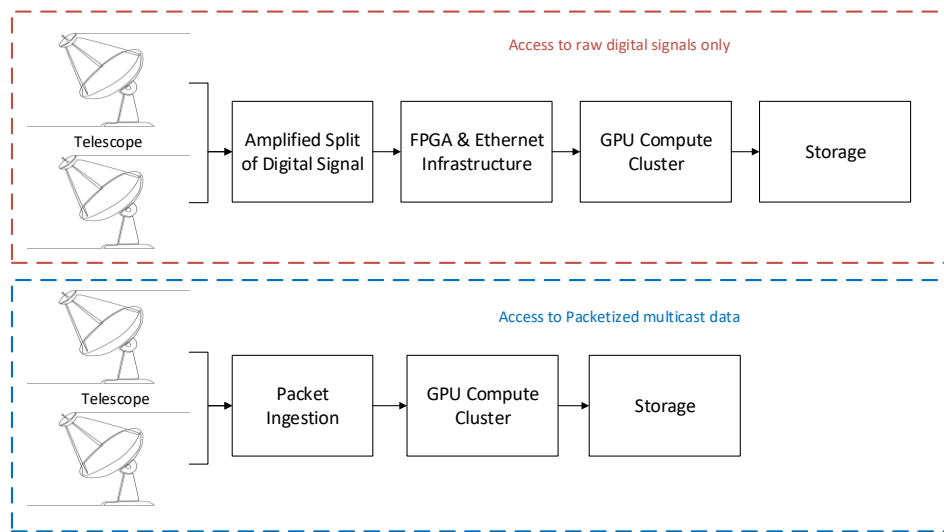 Access to raw digital signals only
Telescope
Amplified Split
of Digital Signal
FPGA & Ethernet
Infrastructure
GPU Compute
Cluster
Storage
Access to Packetized multicast data
Telescope
Packet
Ingestion
GPU Compute
Cluster
Storage